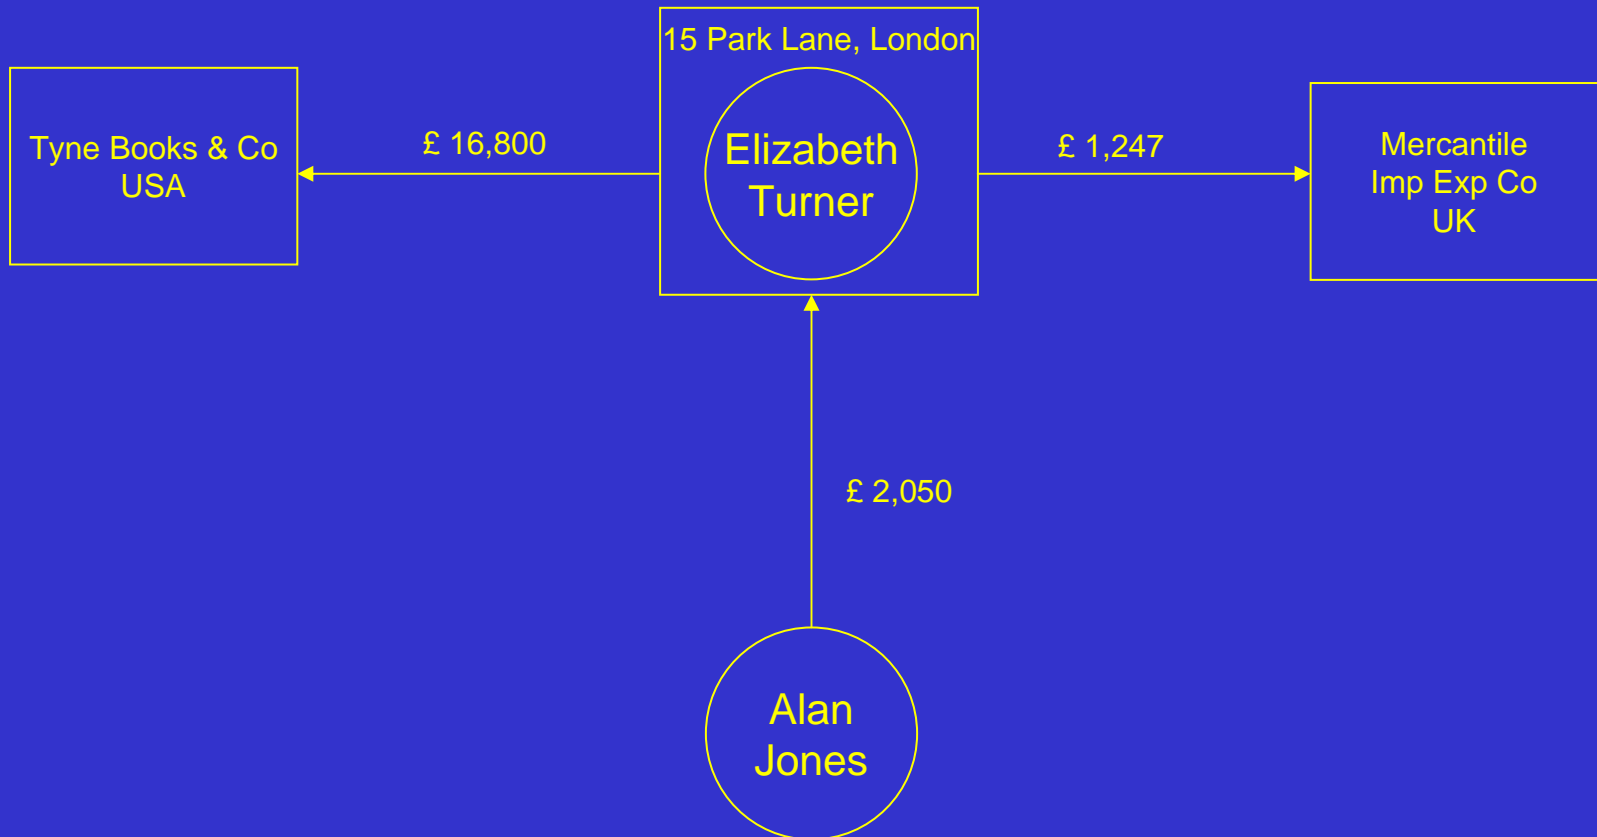 15 Park Lane, London
Tyne Books & Co
USA
£ 16,800
Elizabeth
Turner
£ 1,247
Mercantile
Imp Exp Co
UK
£ 2,050
Alan
Jones